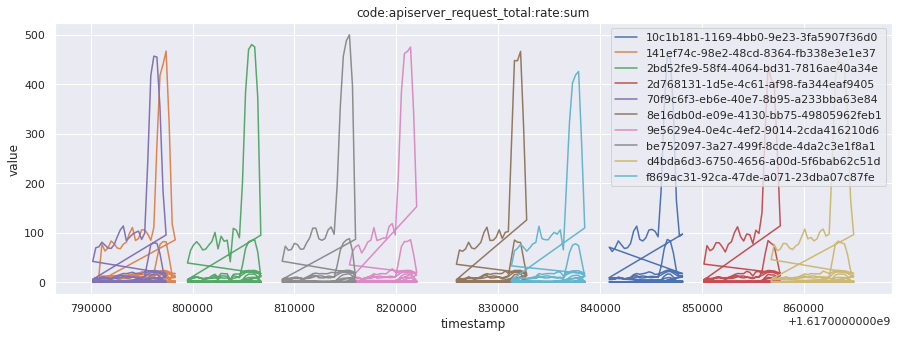 code:apiserver_request_total:rate:sum
500
400
300
200
100
0
value
10c1b181-1169-4bb0-9e23-3fa5907f36d0
141ef74c-98e2-48cd-8364-fb338e3e1e37
2bd52fe9-58f4-4064-bd31-7816ae40a34e
2d768131-1d5e-4c61-af98-fa344eaf9405
70f9c6f3-eb6e-40e7-8b95-a233bba63e84
8e16db0d-e09e-4130-bb75-49805962feb1
9e5629e4-0e4c-4ef2-9014-2cda416210d6
be752097-3a27-499f-8cde-4da2c3e1f8a1
d4bda6d3-6750-4656-a00d-5f6bab62c51d
f869ac31-92ca-47de-a071-23dba07c87fe
790000 800000 810000 820000 830000 840000 850000 860000
timestamp
+1.6170000000e9